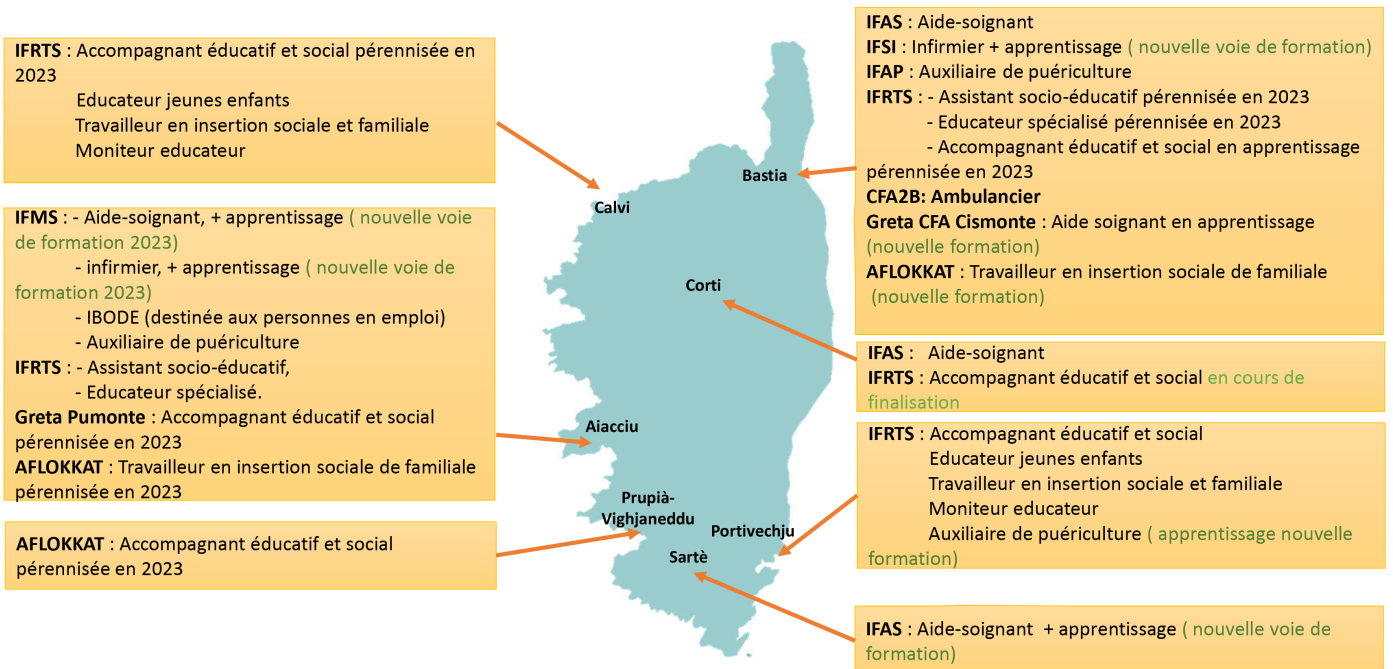 IFRTS : Accompagnant éducatif et social pérennisée en
2023
Educateur jeunes enfants
Travailleur en insertion sociale et familiale
Moniteur educateur
IFMS : - Aide-soignant, + apprentissage ( nouvelle voie
de formation 2023)
- infirmier, + apprentissage ( nouvelle voie de
formation 2023)
- IBODE (destinée aux personnes en emploi)
- Auxiliaire de puériculture
IFRTS : - Assistant socio-éducatif,
- Educateur spécialisé.
Greta Pumonte : Accompagnant éducatif et social
pérennisée en 2023
AFLOKKAT : Travailleur en insertion sociale de familiale
pérennisée en 2023
AFLOKKAT : Accompagnant éducatif et social
pérennisée en 2023
Bastia
Calvi
Corti
Aiacciu
Prupià-
Vighjaneddu
Portivechju
Sartè
IFAS : Aide-soignant
IFSI : Infirmier + apprentissage ( nouvelle voie de formation)
IFAP : Auxiliaire de puériculture
IFRTS : - Assistant socio-éducatif pérennisée en 2023
- Educateur spécialisé pérennisée en 2023
- Accompagnant éducatif et social en apprentissage
pérennisée en 2023
CFA2B: Ambulancier
Greta CFA Cismonte : Aide soignant en apprentissage
(nouvelle formation)
AFLOKKAT : Travailleur en insertion sociale de familiale
(nouvelle formation)
IFAS : Aide-soignant
IFRTS : Accompagnant éducatif et social en cours de
finalisation
IFRTS : Accompagnant éducatif et social
Educateur jeunes enfants
Travailleur en insertion sociale et familiale
Moniteur educateur
Auxiliaire de puériculture ( apprentissage nouvelle
formation)
IFAS : Aide-soignant + apprentissage ( nouvelle voie de
formation)